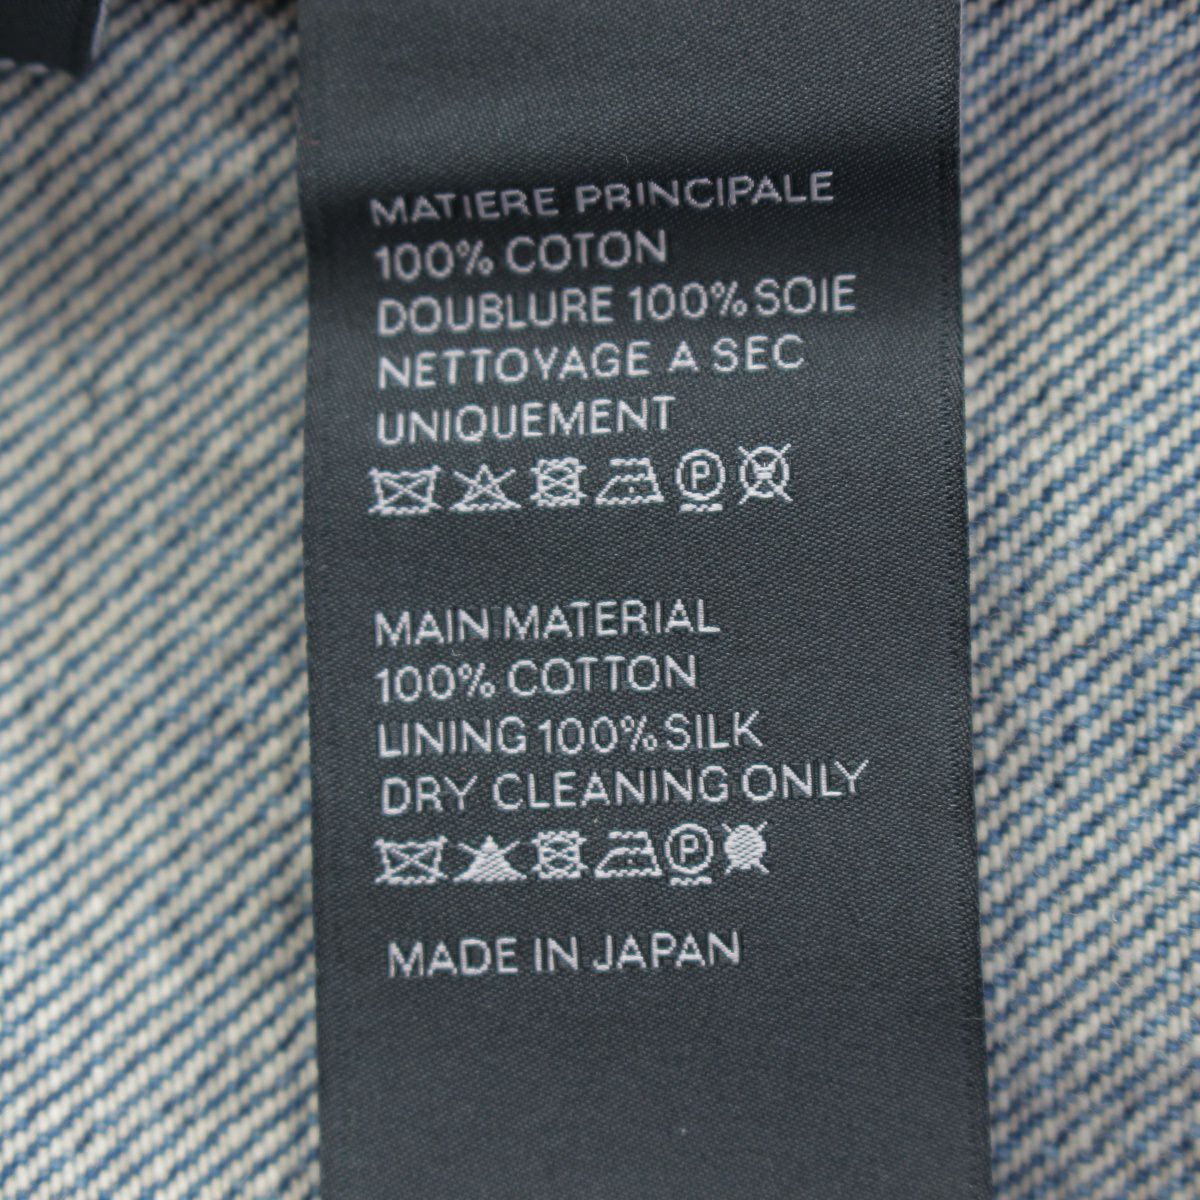 MATIERE PRINCIPALE
100% COTON
DOUBLURE 100% SOIE
NETTOYAGE A SEC
UNIQUEMENT
P W
MAIN MATERIAL
100% COTTON
LINING 100% SILK
DRY CLEANING ONLY
P
MADE IN JAPAN